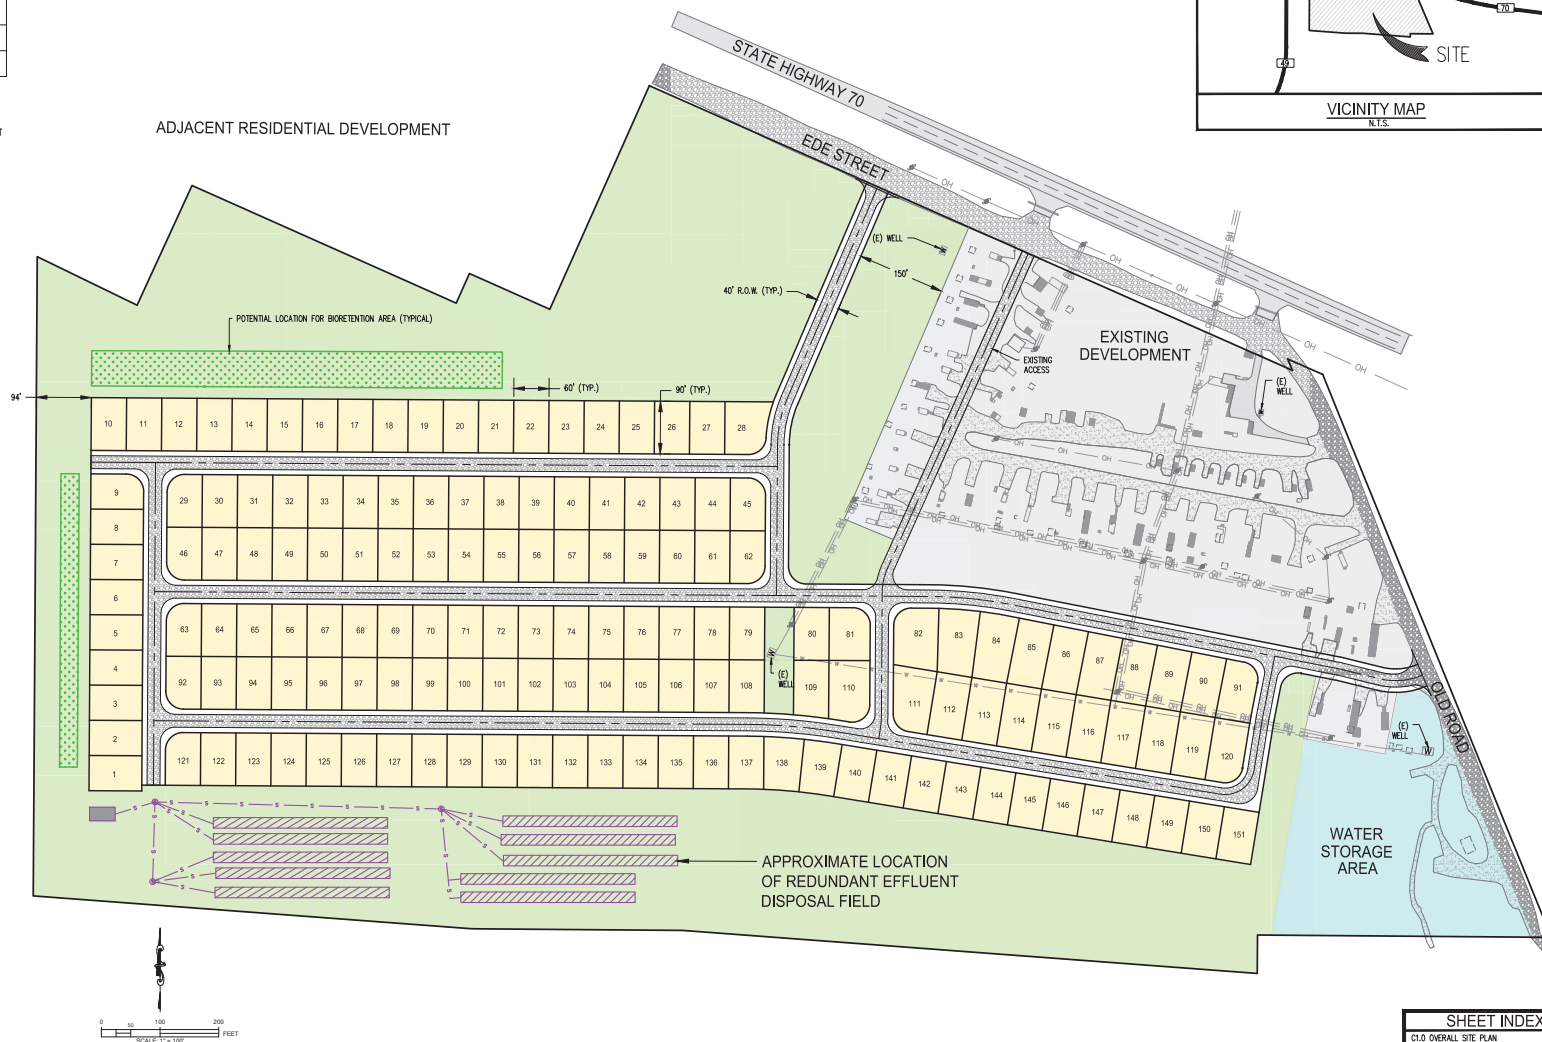 70
49
SITE
VICINITY MAP
N.T.S.
ADJACENT RESIDENTIAL DEVELOPMENT
STATE HIGHWAY 70
EDE STREET
(E) WELL
150'
40' R.O.W. (TYP.)
POTENTIAL LOCATION FOR BIORETENTION AREA (TYPICAL)
EXISTING
DEVELOPMENT
EXISTING
ACCESS
(E)
WELL
60' (TYP.)
90' (TYP.)
94'
10 11 12 13 14 15 16 17 18 19 20 21 22 23 24 25 26 27 28
9
8
7
6
5
4
3
2
1
29 30 31 32 33 34 35 36 37 38 39 40 41 42 43 44 45
46 47 48 49 50 51 52 53 54 55 56 57 58 59 60 61 62
63 64 65 66 67 68 69 70 71 72 73 74 75 76 77 78 79 80 81 82 83 84 85 86 87 88 89 90 91
92 93 94 95 96 97 98 99 100 101 102 103 104 105 106 107 108 109 110 111 112 113 114 115 116 117 118 119 120
(E)
WELL
121 122 123 124 125 126 127 128 129 130 131 132 133 134 135 136 137 138 139 140 141 142 143 144 145 146 147 148 149 150 151
OLD ROAD
(E)
WELL
WATER
STORAGE
AREA
APPROXIMATE LOCATION
OF REDUNDANT EFFLUENT
DISPOSAL FIELD
0 50 100 200
FEET
SCALE: 1" = 100'
SHEET INDEX
C1.0 OVERALL SITE PLAN